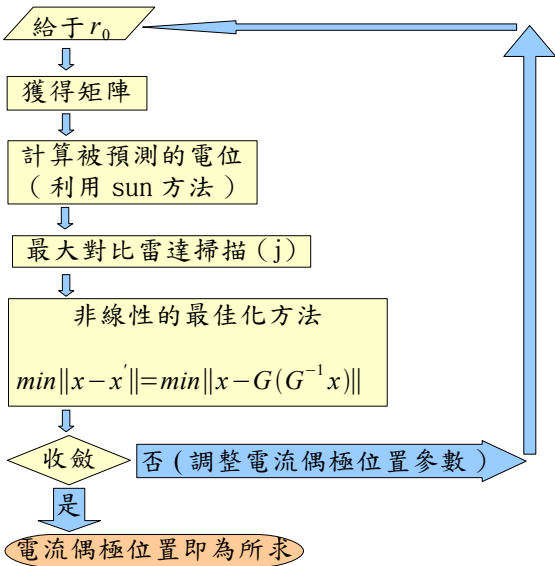 給于 r₀
獲得矩陣
計算被預測的電位
（利用 sun 方法）
最大對比雷達掃描（j）
非線性的最佳化方法
min||x−x'||=min||x−G(G⁻¹x)||
收斂
否（調整電流偶極位置參數）
是
電流偶極位置即為所求